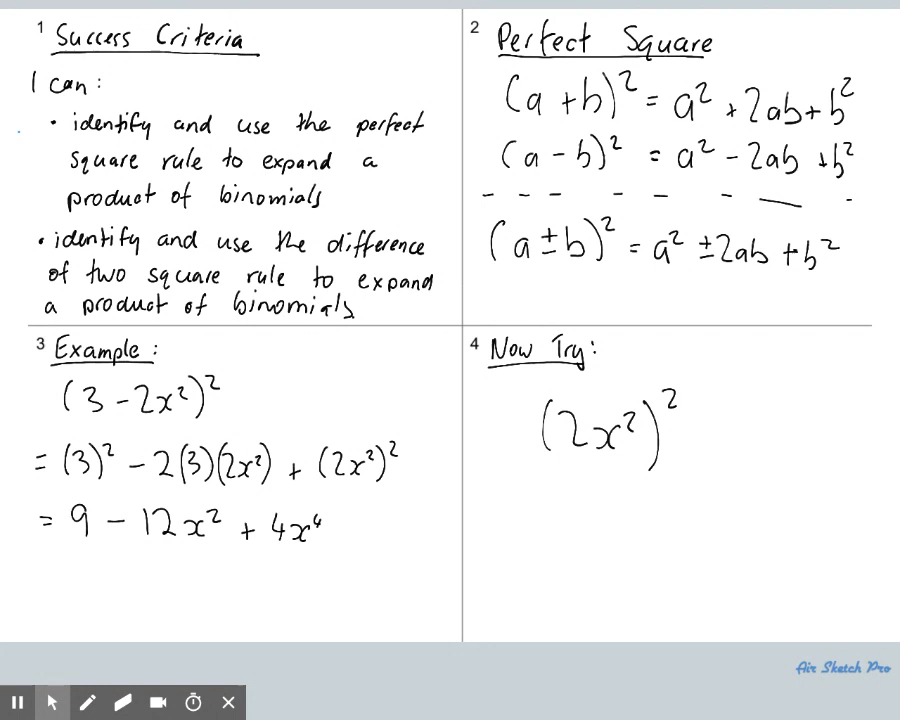 1 Success Criteria
I can:
• identify and use the perfect
square rule to expand a
product of binomials
• identify and use the difference
of two square rule to expand
a product of binomials
2 Perfect Square
(a + b)² = a² + 2ab + b²
(a - b)² = a² - 2ab + b²
(a ± b)² = a² ± 2ab + b²
3 Example:
(3 - 2x²)²
= (3)² - 2(3)(2x²) + (2x²)²
= 9 - 12x² + 4x⁴
4 Now Try:
(2x²)²
Air Sketch Pro